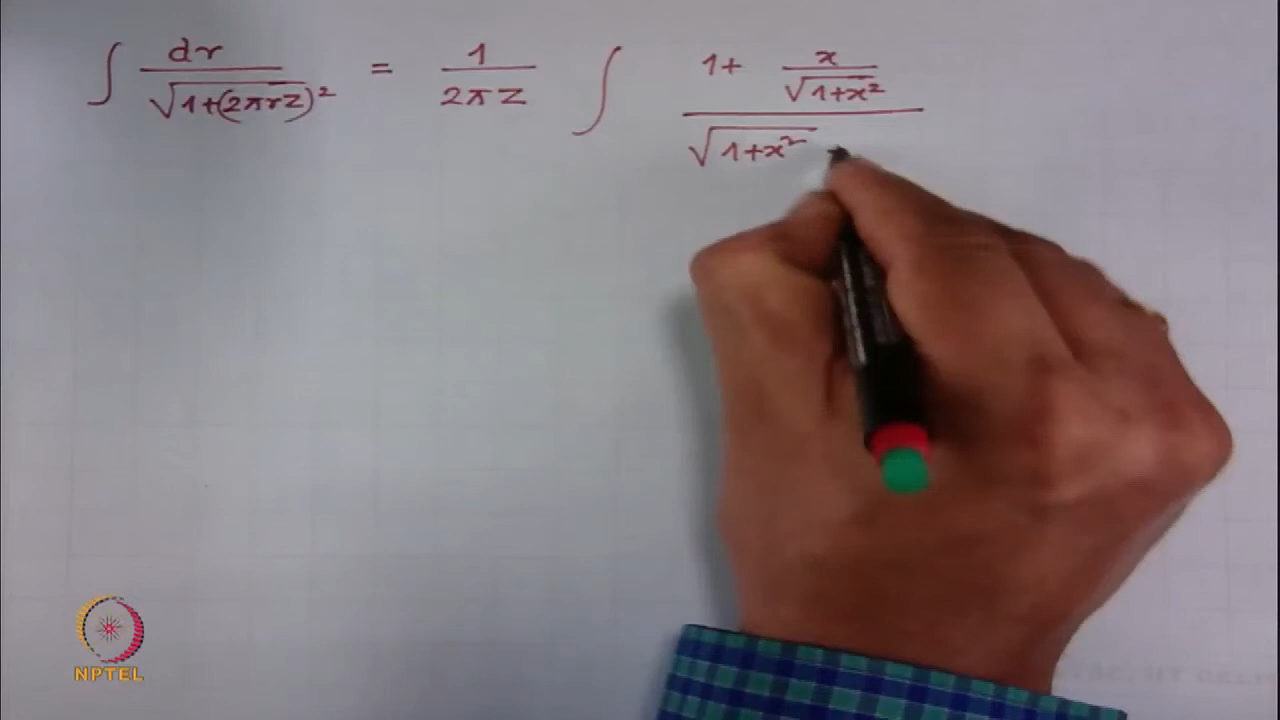 ∫ dr / √1+(2πrZ)² = 1 / 2πZ ∫ 1+ x / √1+x² / √1+x²
NPTEL